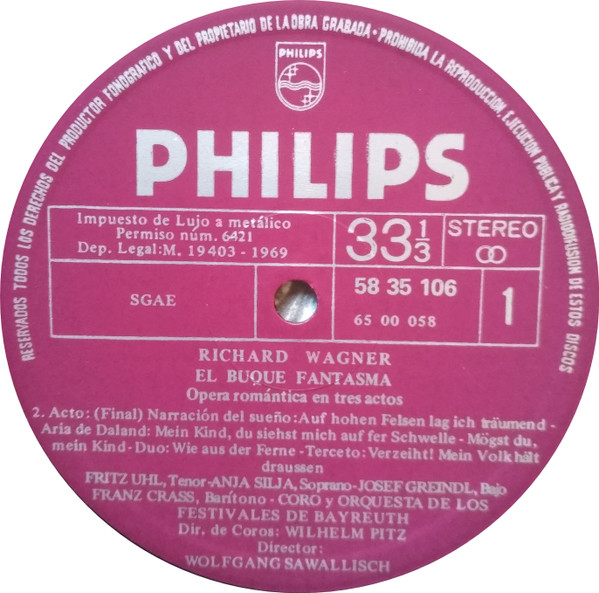 RESERVADOS TODOS LOS DERECHOS DEL PRODUCTOR FONOGRAFICO Y DEL PROPIETARIO DE LA OBRA GRABADA · PROHIBIDA LA REPRODUCCION, EJECUCION PUBLICA Y RADIODIFUSION DE ESTOS DISCOS
PHILIPS
PHILIPS
Impuesto de Lujo a metálico
Permiso núm. 6421
Dep. Legal: M. 19403 - 1969
33 1/3
STEREO
SGAE
58 35 106
65 00 058
1
RICHARD WAGNER
EL BUQUE FANTASMA
Opera romántica en tres actos
2. Acto: (Final) Narración del sueño: Auf hohen Felsen lag ich träumend -
Aria de Daland: Mein Kind, du siehst mich auf fer Schwelle - Mögst du,
mein Kind - Duo: Wie aus der Ferne - Terceto: Verzeiht! Mein Volk hält
draussen
FRITZ UHL, Tenor - ANJA SILJA, Soprano - JOSEF GREINDL, Bajo
FRANZ CRASS, Barítono - CORO y ORQUESTA DE LOS
FESTIVALES DE BAYREUTH
Dir. de Coros: WILHELM PITZ
Director:
WOLFGANG SAWALLISCH